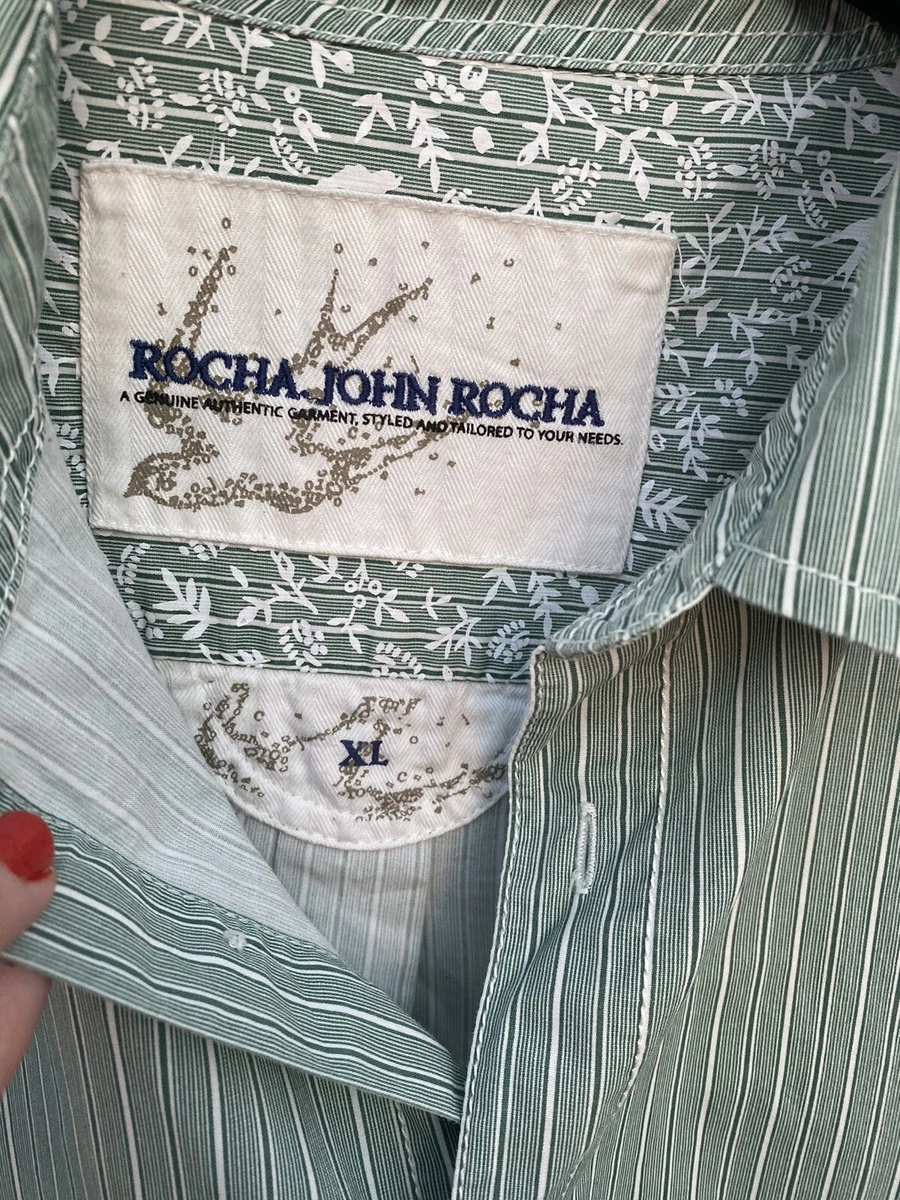 ROCHA.JOHN ROCHA
A GENUINE AUTHENTIC GARMENT, STYLED AND TAILORED TO YOUR NEEDS.
XL